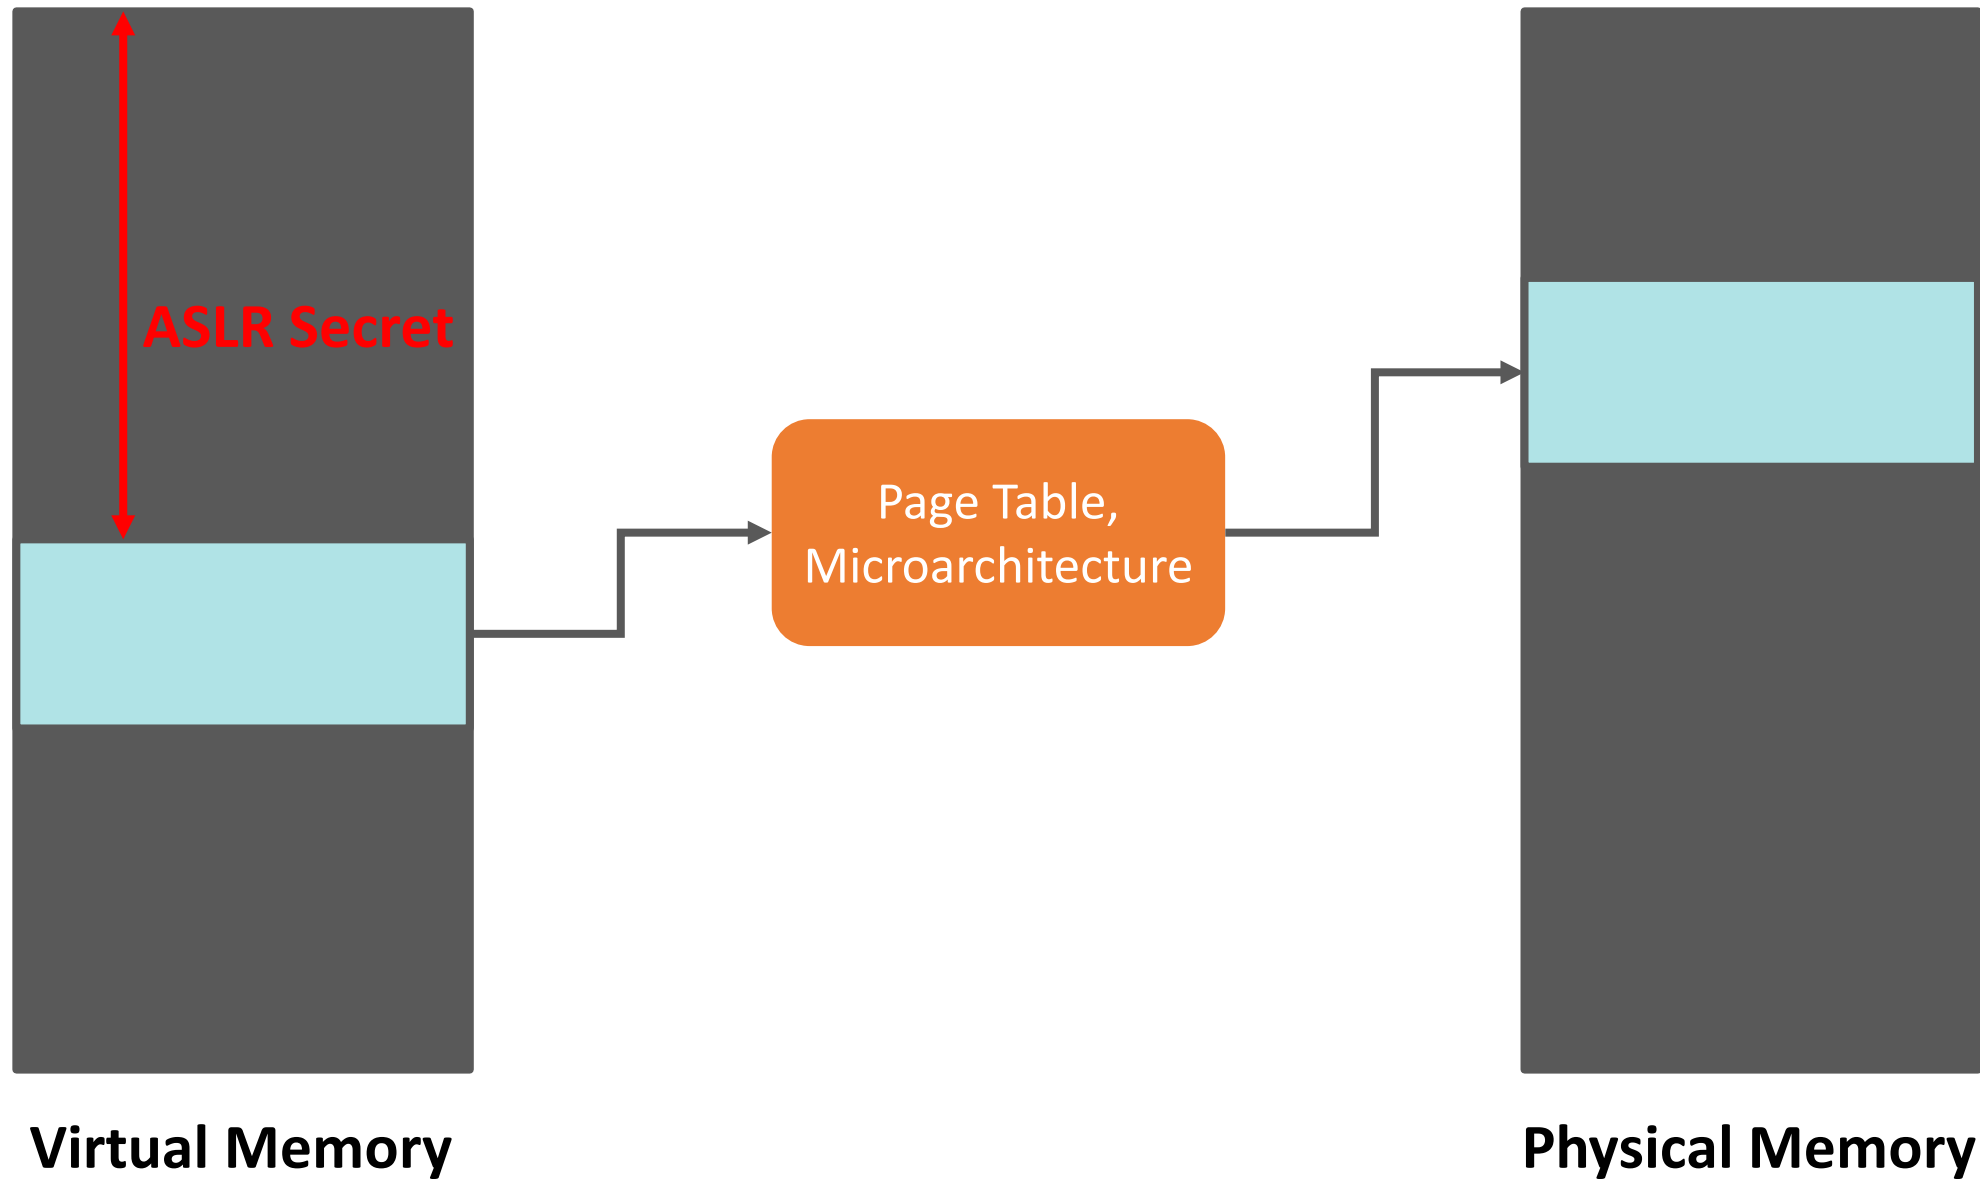 ASLR Secret
Page Table,
Microarchitecture
Virtual Memory
Physical Memory